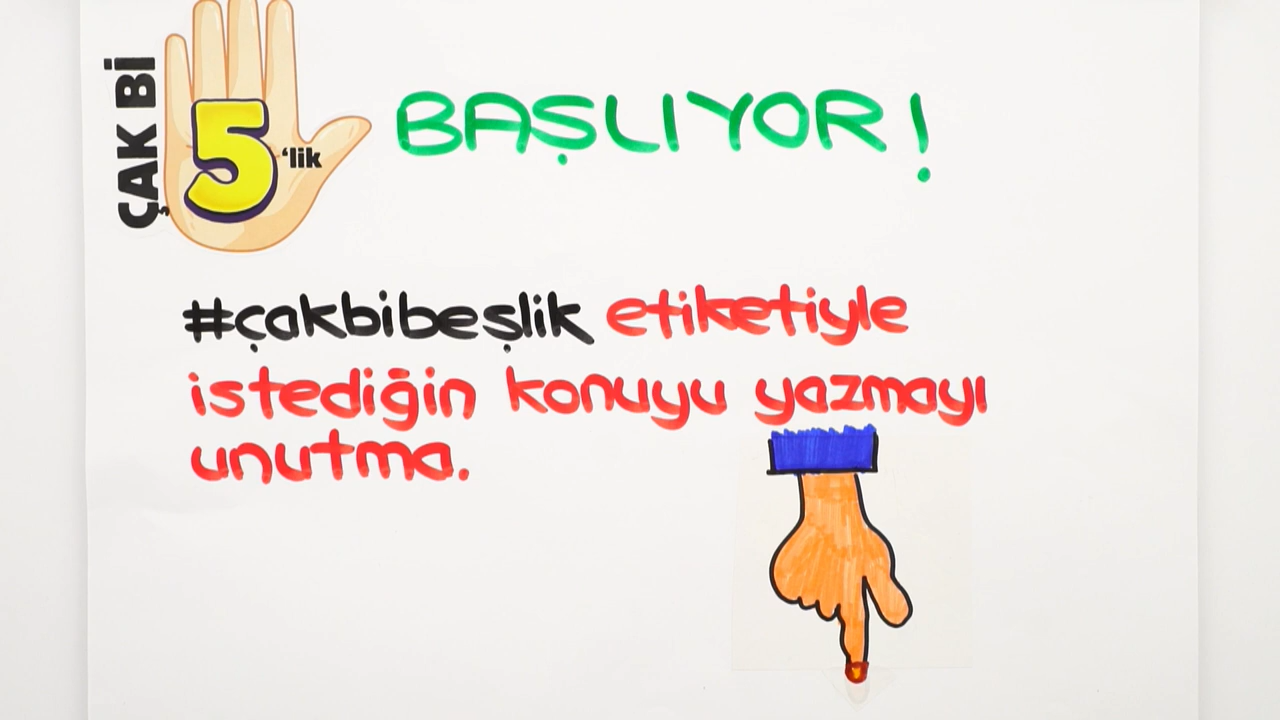 ÇAK Bİ
5'lik
BAŞLIYOR!
#çakbibeşlik etiketiyle
istediğin konuyu yazmayı
unutma.